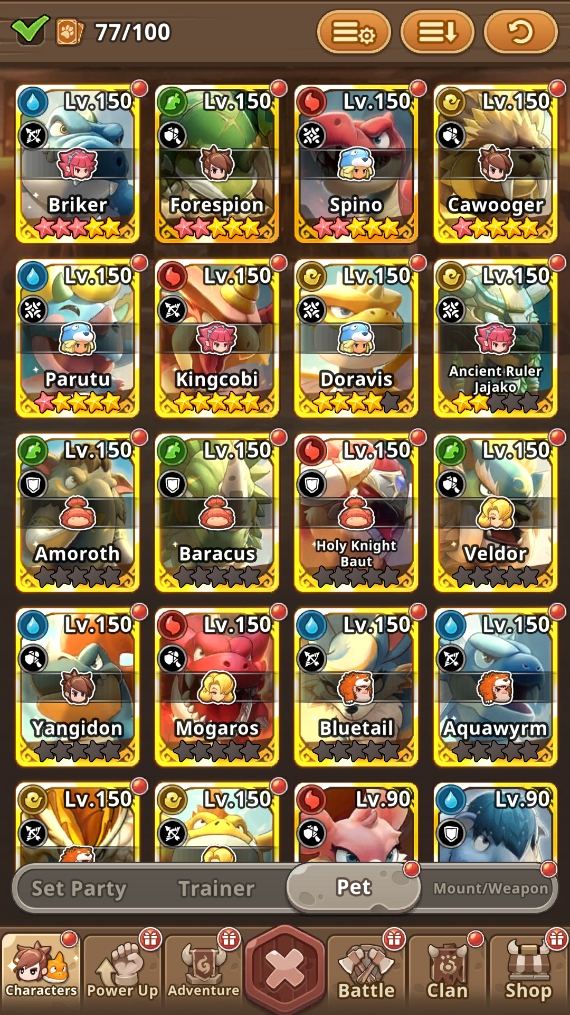 77/100
Lv.150 Lv.150 Lv.150 Lv.150
Briker Forespion Spino Cawooger
Lv.150 Lv.150 Lv.150 Lv.150
Parutu Kingcobi Doravis Ancient Ruler
Jajako
Lv.150 Lv.150 Lv.150 Lv.150
Amoroth Baracus Holy Knight
Baut Veldor
Lv.150 Lv.150 Lv.150 Lv.150
Yangidon Mogaros Bluetail Aquawyrm
Lv.150 Lv.150 Lv.90 Lv.90
Set Party Trainer Pet Mount/Weapon
Characters Power Up Adventure Battle Clan Shop